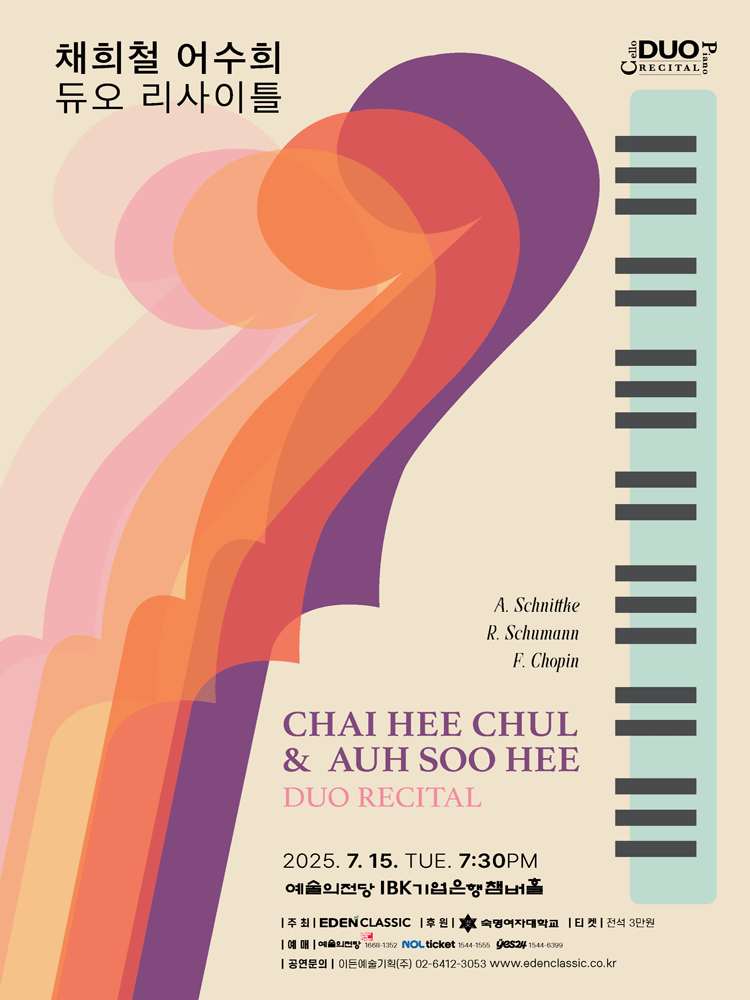 채희철 어수희
듀오 리사이틀
Cello DUO Piano
RECITAL
A. Schnittke
R. Schumann
F. Chopin
CHAI HEE CHUL
& AUH SOO HEE
DUO RECITAL
2025. 7. 15. TUE. 7:30PM
예술의전당 IBK기업은행챔버홀
| 주 최 | EDEN CLASSIC | 후 원 | 숙명여자대학교 | 티 켓 | 전석 3만원
| 예 매 | 예술의전당 1668-1352 NOL ticket 1544-1555 yes24 1544-6399
| 공연문의 | 이든예술기획(주) 02-6412-3053 www.edenclassic.co.kr